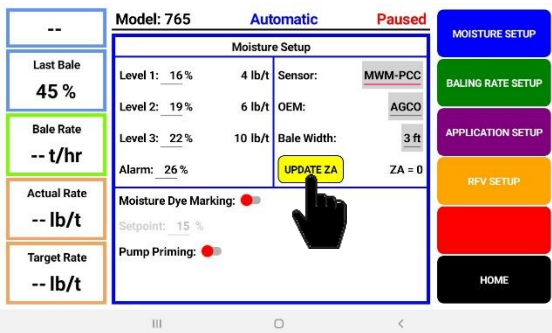 Model: 765 Automatic Paused
--
Last Bale
45 %
Bale Rate
-- t/hr
Actual Rate
-- lb/t
Target Rate
-- lb/t
Moisture Setup
Level 1: 16 % 4 lb/t
Level 2: 19 % 6 lb/t
Level 3: 22 % 10 lb/t
Alarm: 26 %
Sensor: MWM-PCC
OEM: AGCO
Bale Width: 3 ft
UPDATE ZA ZA = 0
Moisture Dye Marking:
Setpoint: 15 %
Pump Priming:
MOISTURE SETUP
BALING RATE SETUP
APPLICATION SETUP
RFV SETUP
HOME